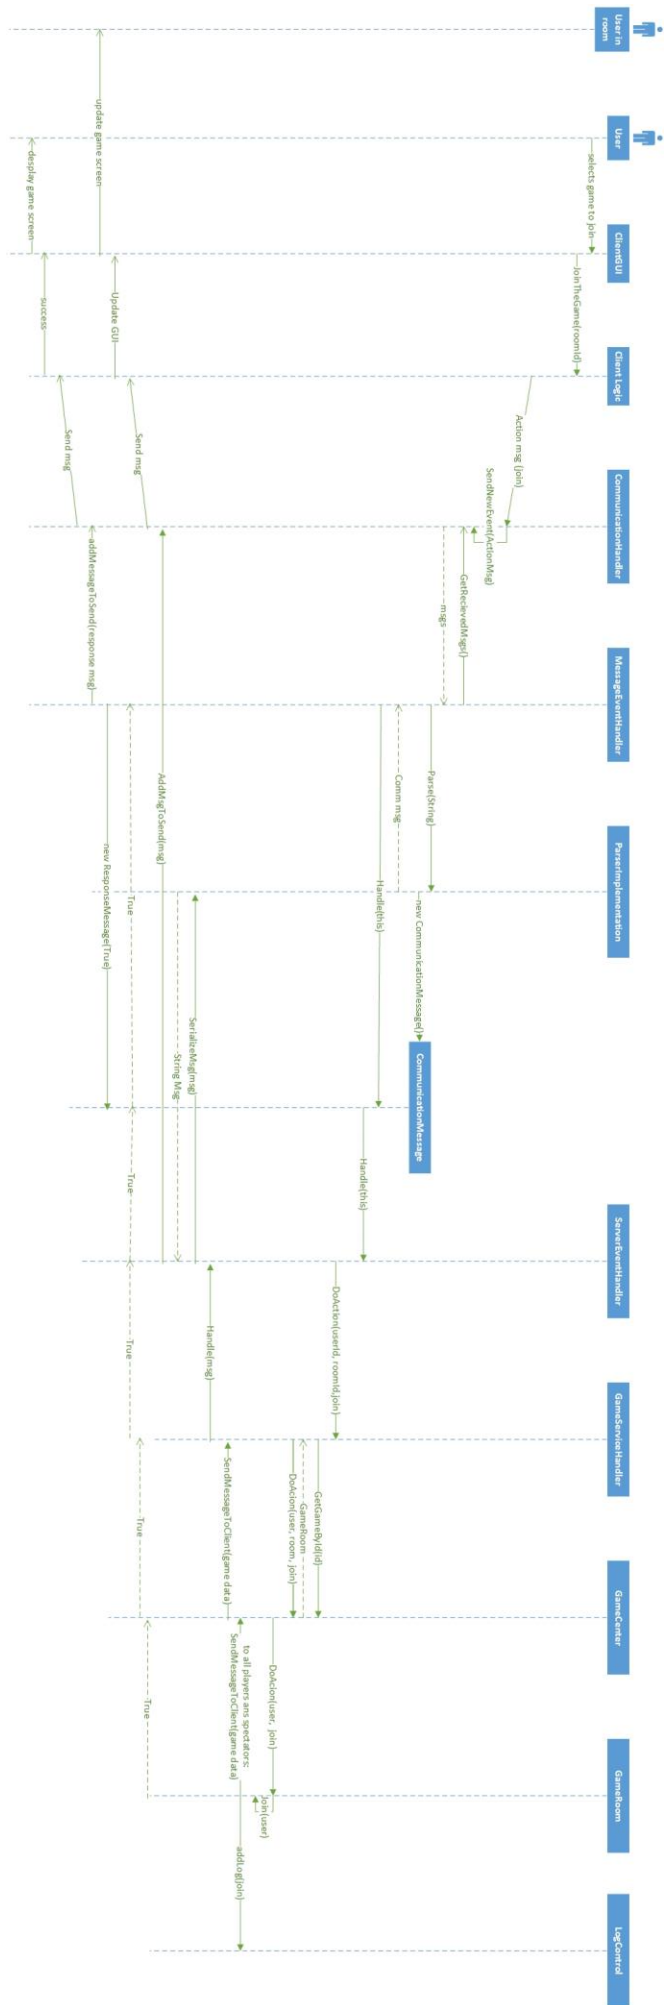 User in
room
User
ClientGUI
Client Logic
CommunicationHandler
MessageEventHandler
ParserImplementation
ServerEventHandler
GameServiceHandler
GameCenter
GameRoom
LogControl
selects game to join
JoinTheGame(roomId)
Action msg (join)
SendNewEvent(ActionMsg)
GetRecievedMsgs()
msgs
Parse(String)
new CommunicationMessage()
CommunicationMessage
Comm msg
Handle(this)
Handle(this)
DoAction(userId, roomId,join)
GetGameById(id)
GameRoom
DoAcion(user, room, join)
DoAcion(user, join)
Join(user)
to all players ans spectators:
SendMessageToClient(game data)
addLog(join)
SendMessageToClient(game data)
Handle(msg)
SerializeMsg(msg)
String Msg
AddMsgToSend(msg)
True
True
Send msg
True
True
True
Update GUI
new ResponseMessage(True)
update game screen
addMessageToSend(response msg)
Send msg
success
desplay game screen